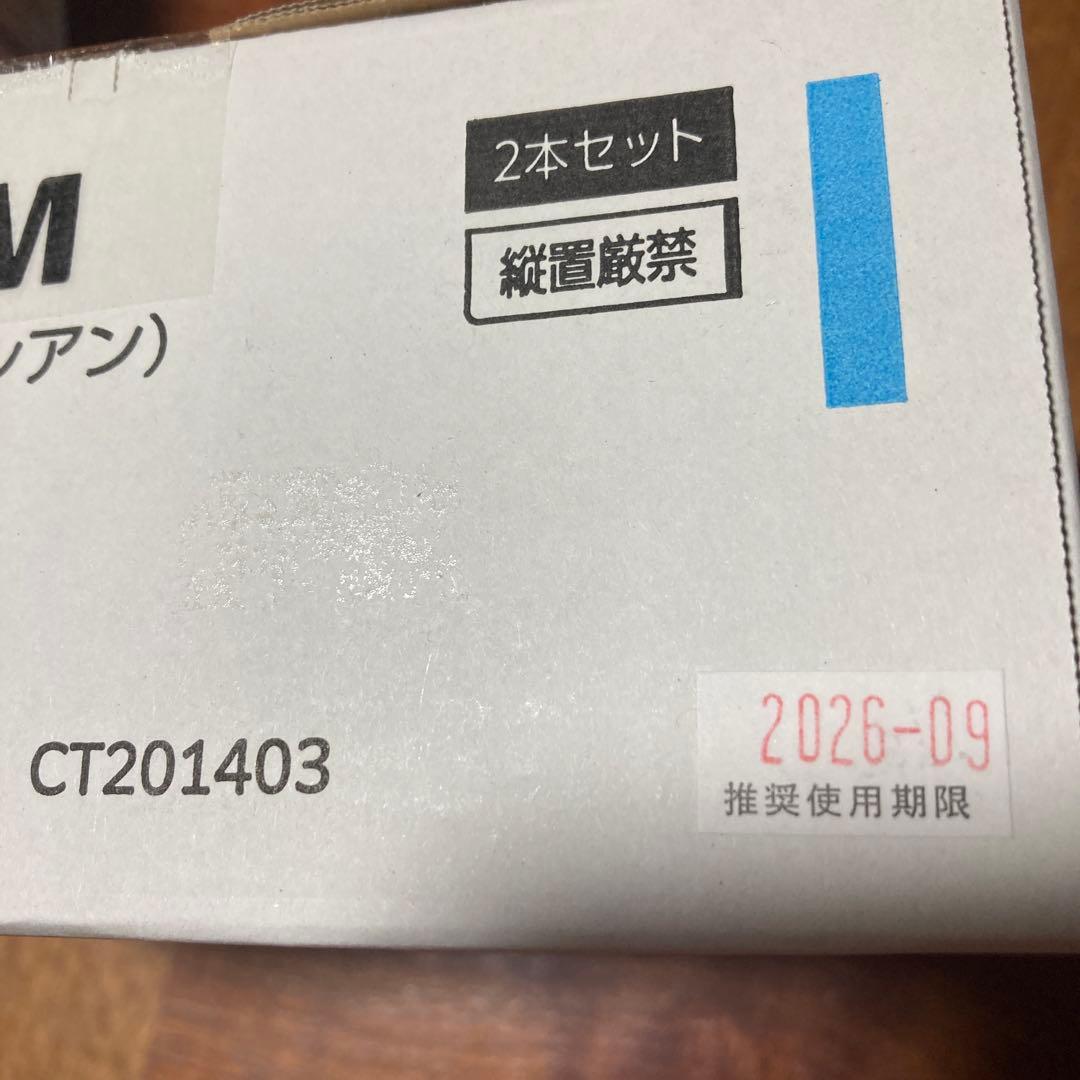 2本セット
縦置厳禁
M
シアン）
CT201403
2026-09
推奨使用期限